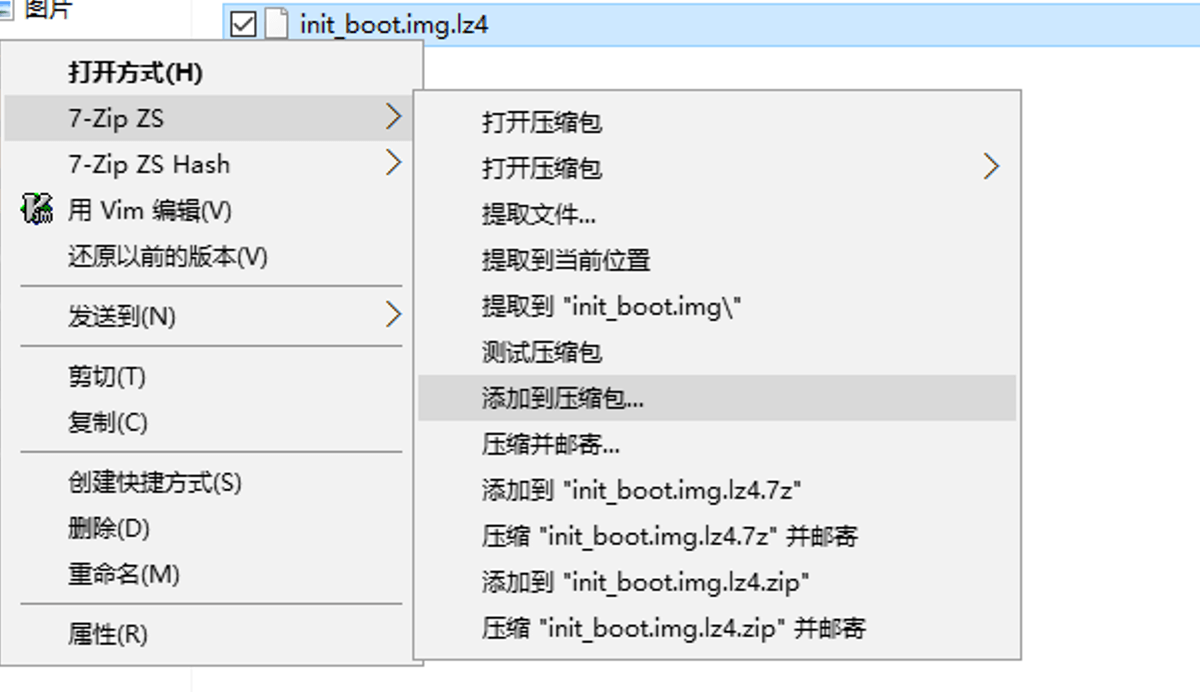 图片
init_boot.img.lz4
打开方式(H)
7-Zip ZS
7-Zip ZS Hash
用 Vim 编辑(V)
还原以前的版本(V)
发送到(N)
剪切(T)
复制(C)
创建快捷方式(S)
删除(D)
重命名(M)
属性(R)
打开压缩包
打开压缩包
提取文件...
提取到当前位置
提取到 "init_boot.img\"
测试压缩包
添加到压缩包...
压缩并邮寄...
添加到 "init_boot.img.lz4.7z"
压缩 "init_boot.img.lz4.7z" 并邮寄
添加到 "init_boot.img.lz4.zip"
压缩 "init_boot.img.lz4.zip" 并邮寄